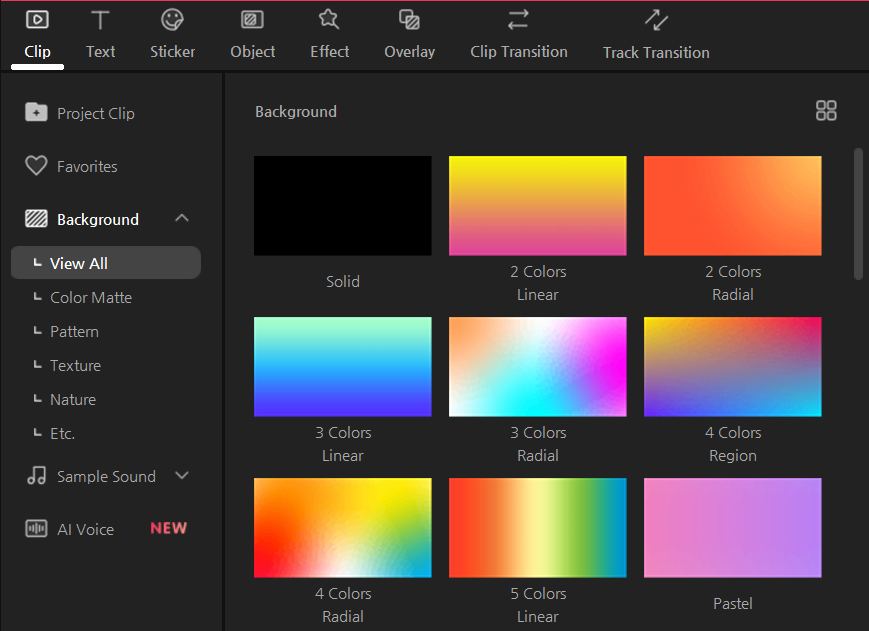 Clip
Text
Sticker
Object
Effect
Overlay
Clip Transition
Track Transition
Project Clip
Favorites
Background
View All
Color Matte
Pattern
Texture
Nature
Etc.
Sample Sound
AI Voice NEW
Background
Solid
2 Colors
Linear
2 Colors
Radial
3 Colors
Linear
3 Colors
Radial
4 Colors
Region
4 Colors
Radial
5 Colors
Linear
Pastel